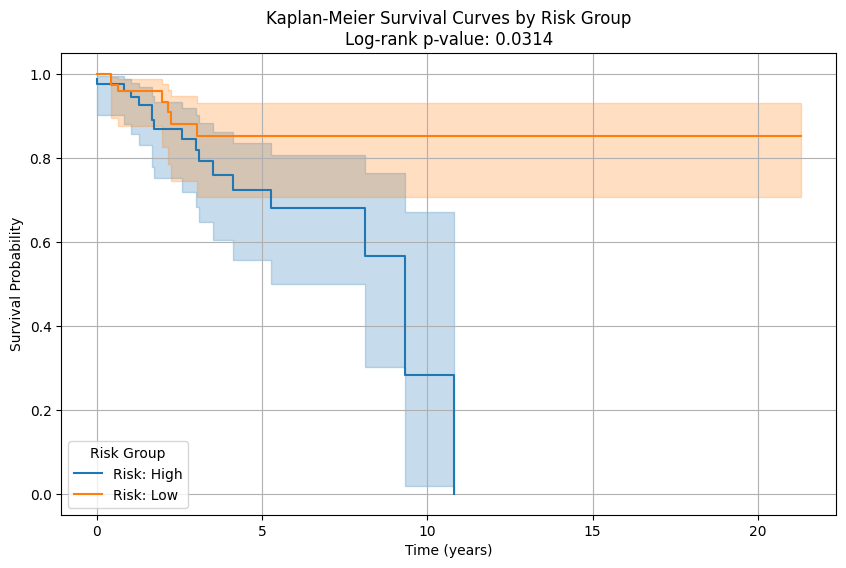 Kaplan-Meier Survival Curves by Risk Group
Log-rank p-value: 0.0314
Survival Probability
1.0
0.8
0.6
0.4
0.2
0.0
Risk Group
Risk: High
Risk: Low
0
5
10
15
20
Time (years)